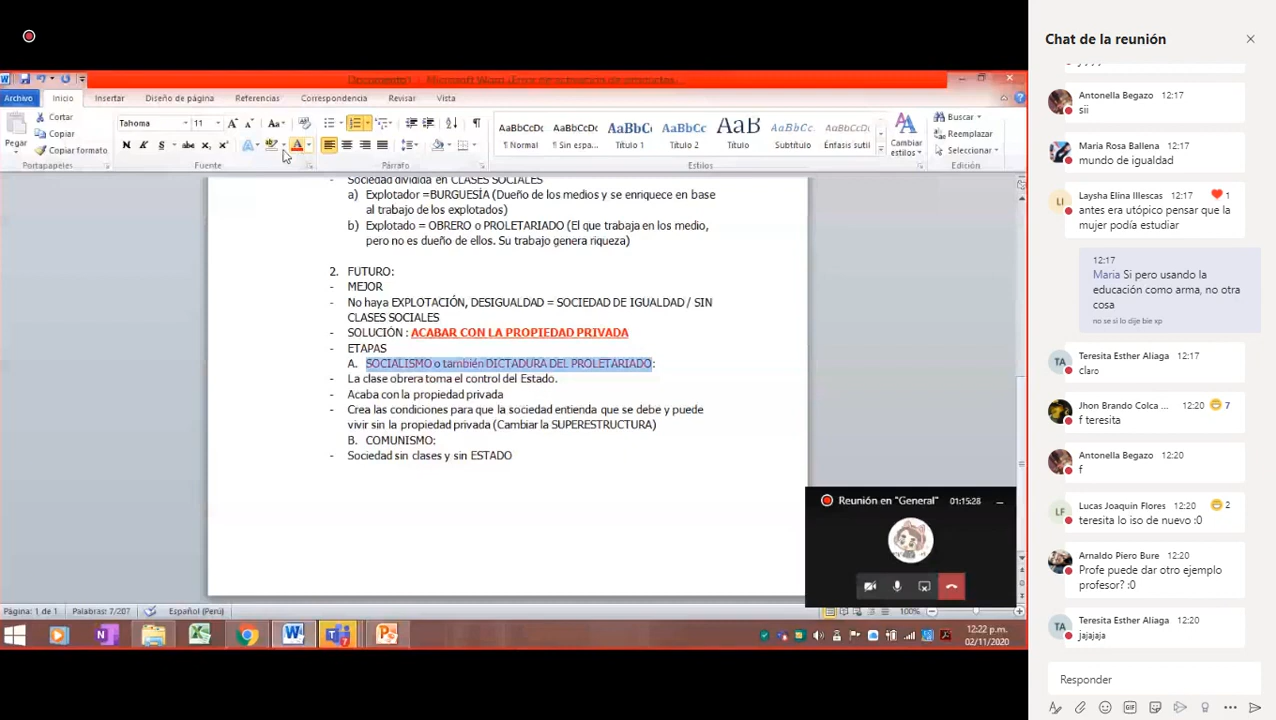 Documento1 - Microsoft Word (Error de activación de productos)
Archivo Inicio Insertar Diseño de página Referencias Correspondencia Revisar Vista
Cortar
Copiar
Copiar formato
Pegar
Portapapeles
Tahoma 11
Fuente
Párrafo
AaBbCcDc AaBbCcDc AaBbC AaBbCc AaB AaBbCc. AaBbCcDc
¶ Normal ¶ Sin espa... Título 1 Título 2 Título Subtítulo Énfasis sutil
Estilos
Cambiar estilos
Buscar
Reemplazar
Seleccionar
Edición
- Sociedad dividida en CLASES SOCIALES
a) Explotador =BURGUESÍA (Dueño de los medios y se enriquece en base
al trabajo de los explotados)
b) Explotado = OBRERO o PROLETARIADO (El que trabaja en los medio,
pero no es dueño de ellos. Su trabajo genera riqueza)
2. FUTURO:
- MEJOR
- No haya EXPLOTACIÓN, DESIGUALDAD = SOCIEDAD DE IGUALDAD / SIN
CLASES SOCIALES
- SOLUCIÓN : ACABAR CON LA PROPIEDAD PRIVADA
- ETAPAS
A. SOCIALISMO o también DICTADURA DEL PROLETARIADO:
- La clase obrera toma el control del Estado.
- Acaba con la propiedad privada
- Crea las condiciones para que la sociedad entienda que se debe y puede
vivir sin la propiedad privada (Cambiar la SUPERESTRUCTURA)
B. COMUNISMO:
- Sociedad sin clases y sin ESTADO
Reunión en "General" 01:15:28
Página: 1 de 1 Palabras: 7/207 Español (Perú) 100%
12:22 p.m.
02/11/2020
Chat de la reunión
Antonella Begazo 12:17
sii
Maria Rosa Ballena 12:17
mundo de igualdad
LI
Laysha Elina Illescas 12:17 1
antes era utópico pensar que la
mujer podía estudiar
12:17
Maria Si pero usando la
educación como arma, no otra
cosa
no se si lo dije bie xp
TA
Teresita Esther Aliaga 12:17
claro
Jhon Brando Colca ... 12:20 7
f teresita
Antonella Begazo 12:20
f
LF
Lucas Joaquin Flores 12:20 2
teresita lo iso de nuevo :0
Arnaldo Piero Bure 12:20
Profe puede dar otro ejemplo
profesor? :0
TA
Teresita Esther Aliaga 12:20
jajajaja
Responder